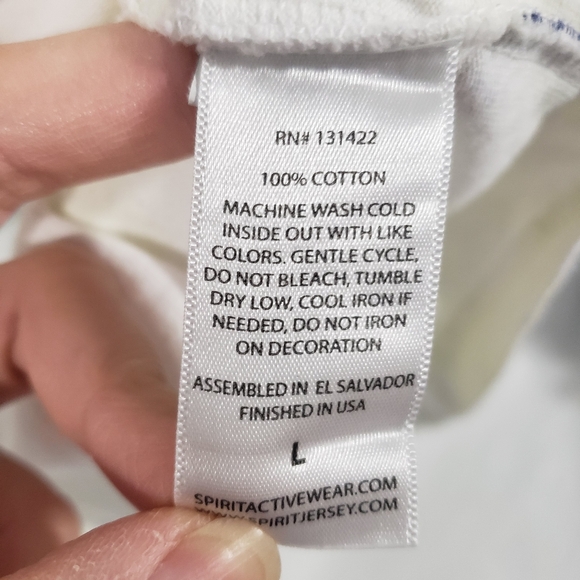 RN# 131422
100% COTTON
MACHINE WASH COLD
INSIDE OUT WITH LIKE
COLORS. GENTLE CYCLE,
DO NOT BLEACH, TUMBLE
DRY LOW, COOL IRON IF
NEEDED, DO NOT IRON
ON DECORATION
ASSEMBLED IN EL SALVADOR
FINISHED IN USA
L
SPIRITACTIVEWEAR.COM
WWW.SPIRITJERSEY.COM